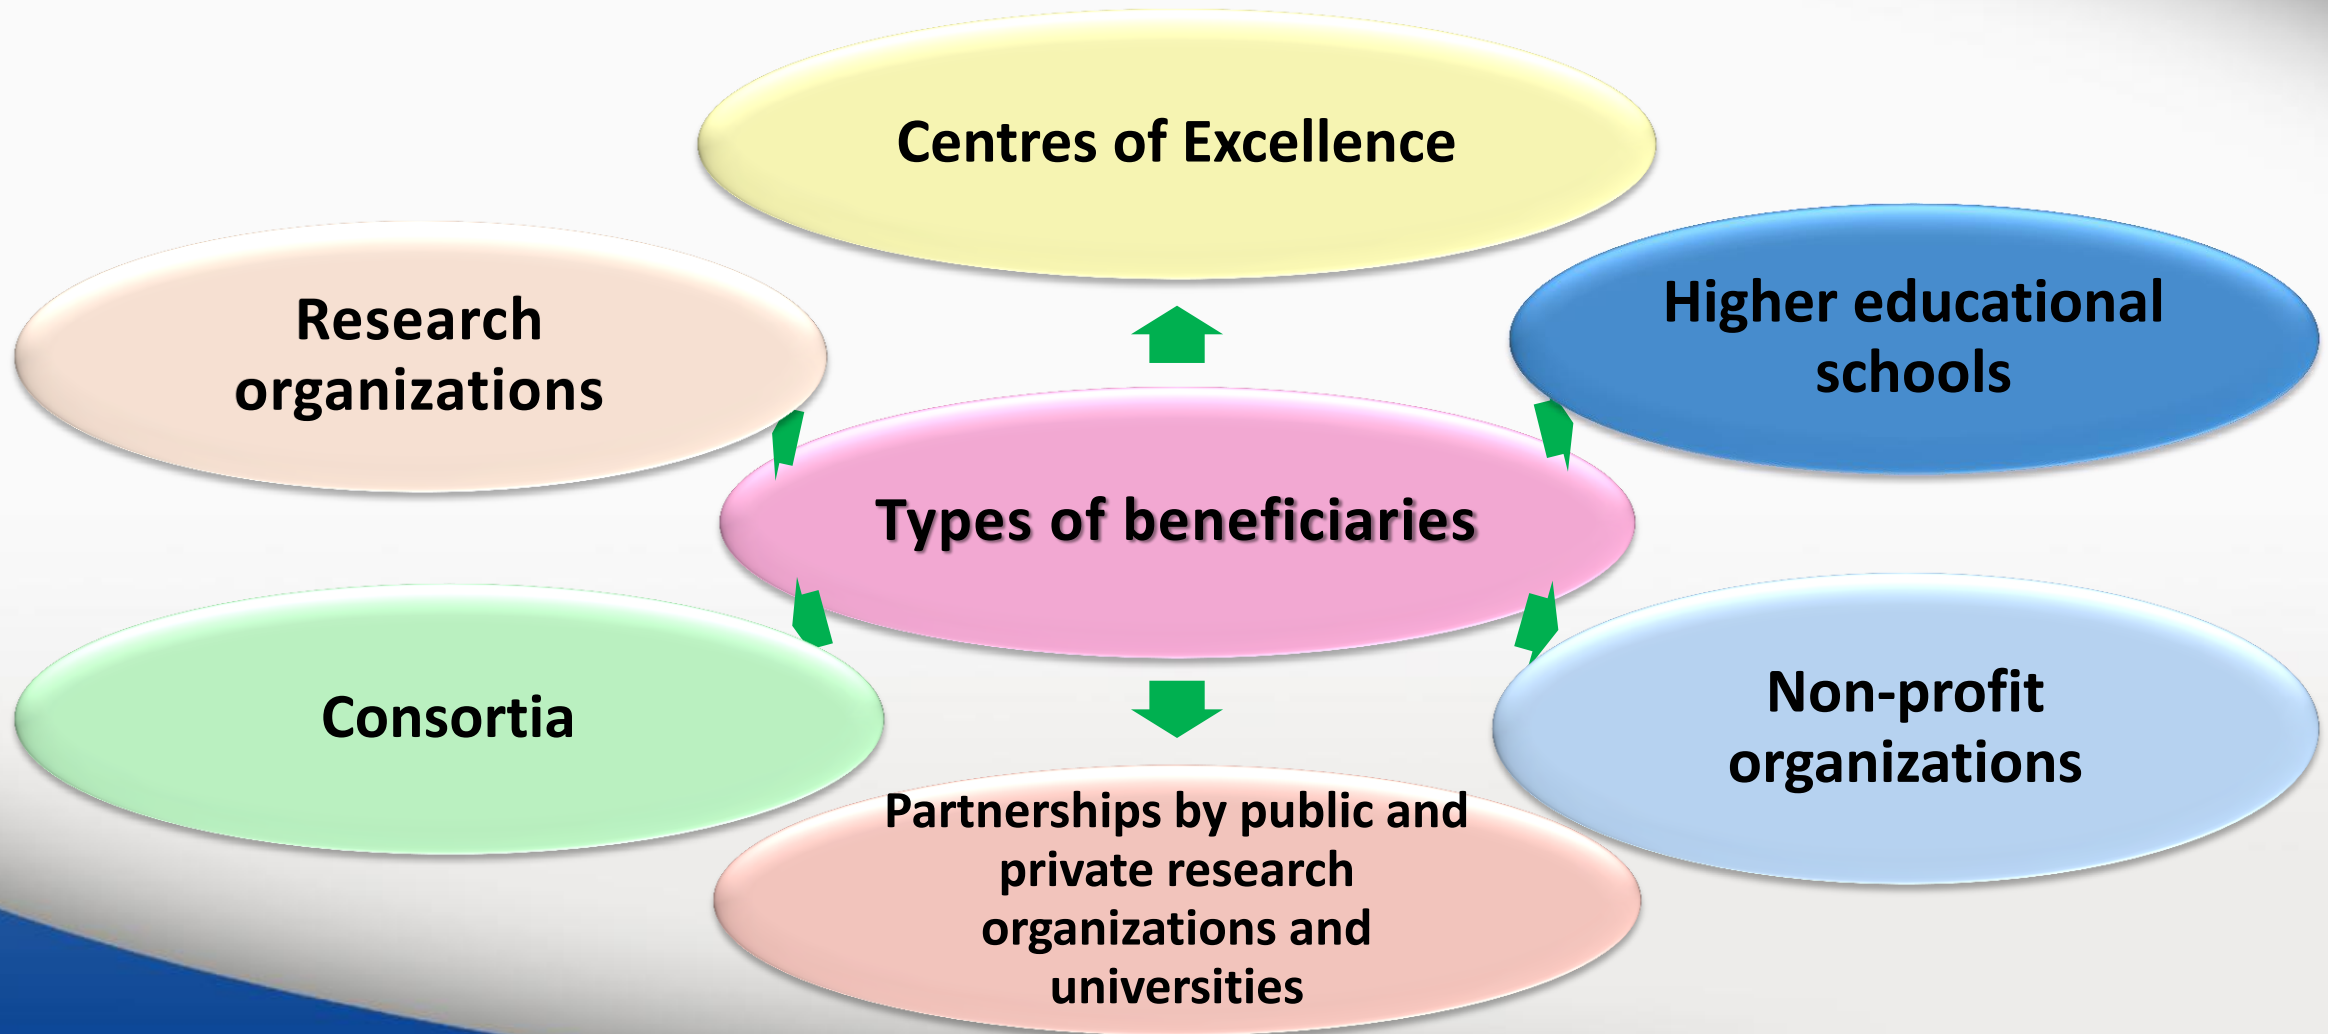 Centres of Excellence
Research
organizations
Higher educational
schools
Types of beneficiaries
Consortia
Non-profit
organizations
Partnerships by public and
private research
organizations and
universities